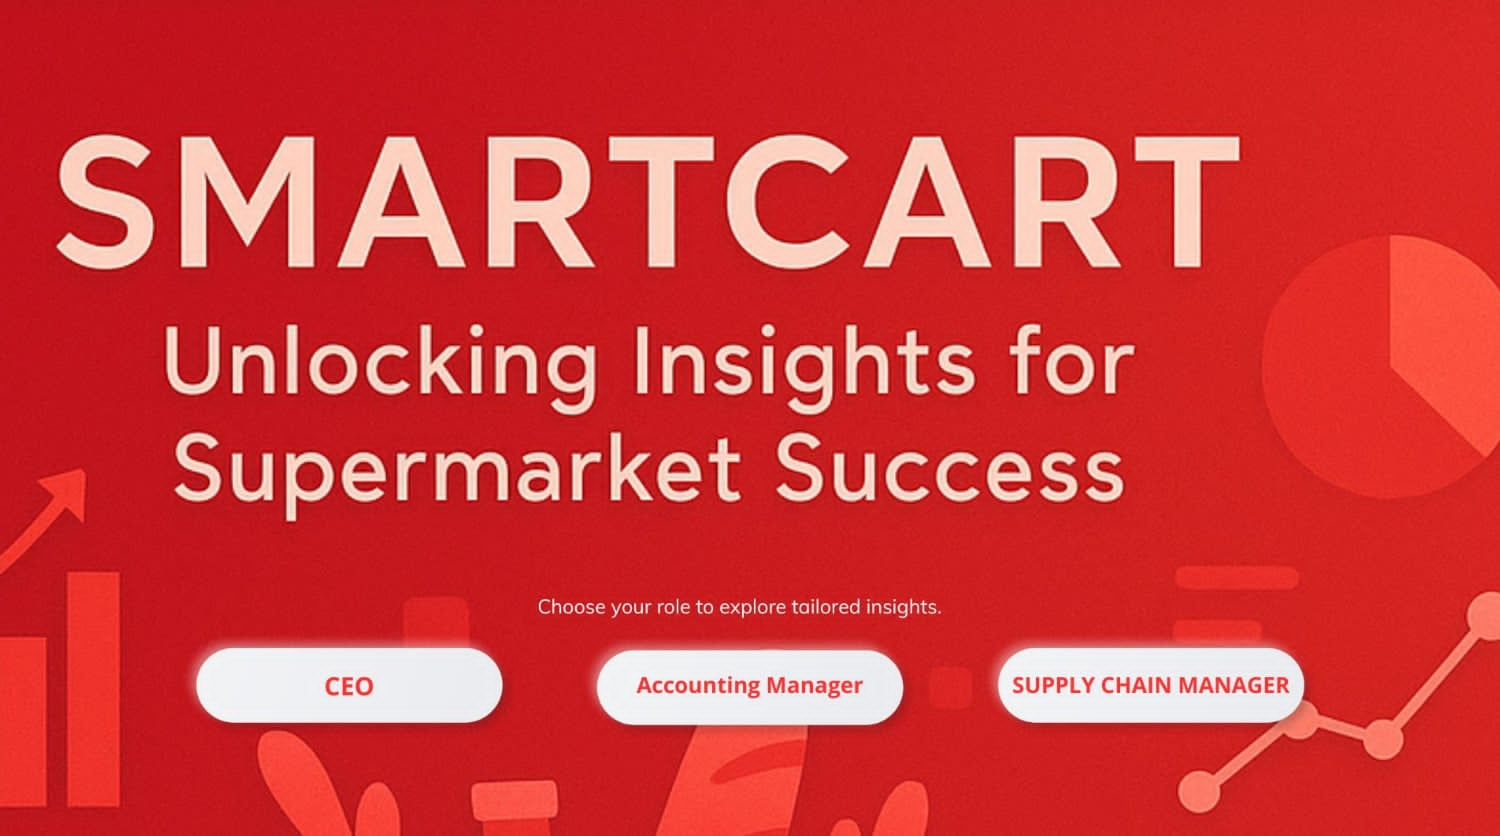 SMARTCART
Unlocking Insights for
Supermarket Success
Choose your role to explore tailored insights.
CEO
Accounting Manager
SUPPLY CHAIN MANAGER